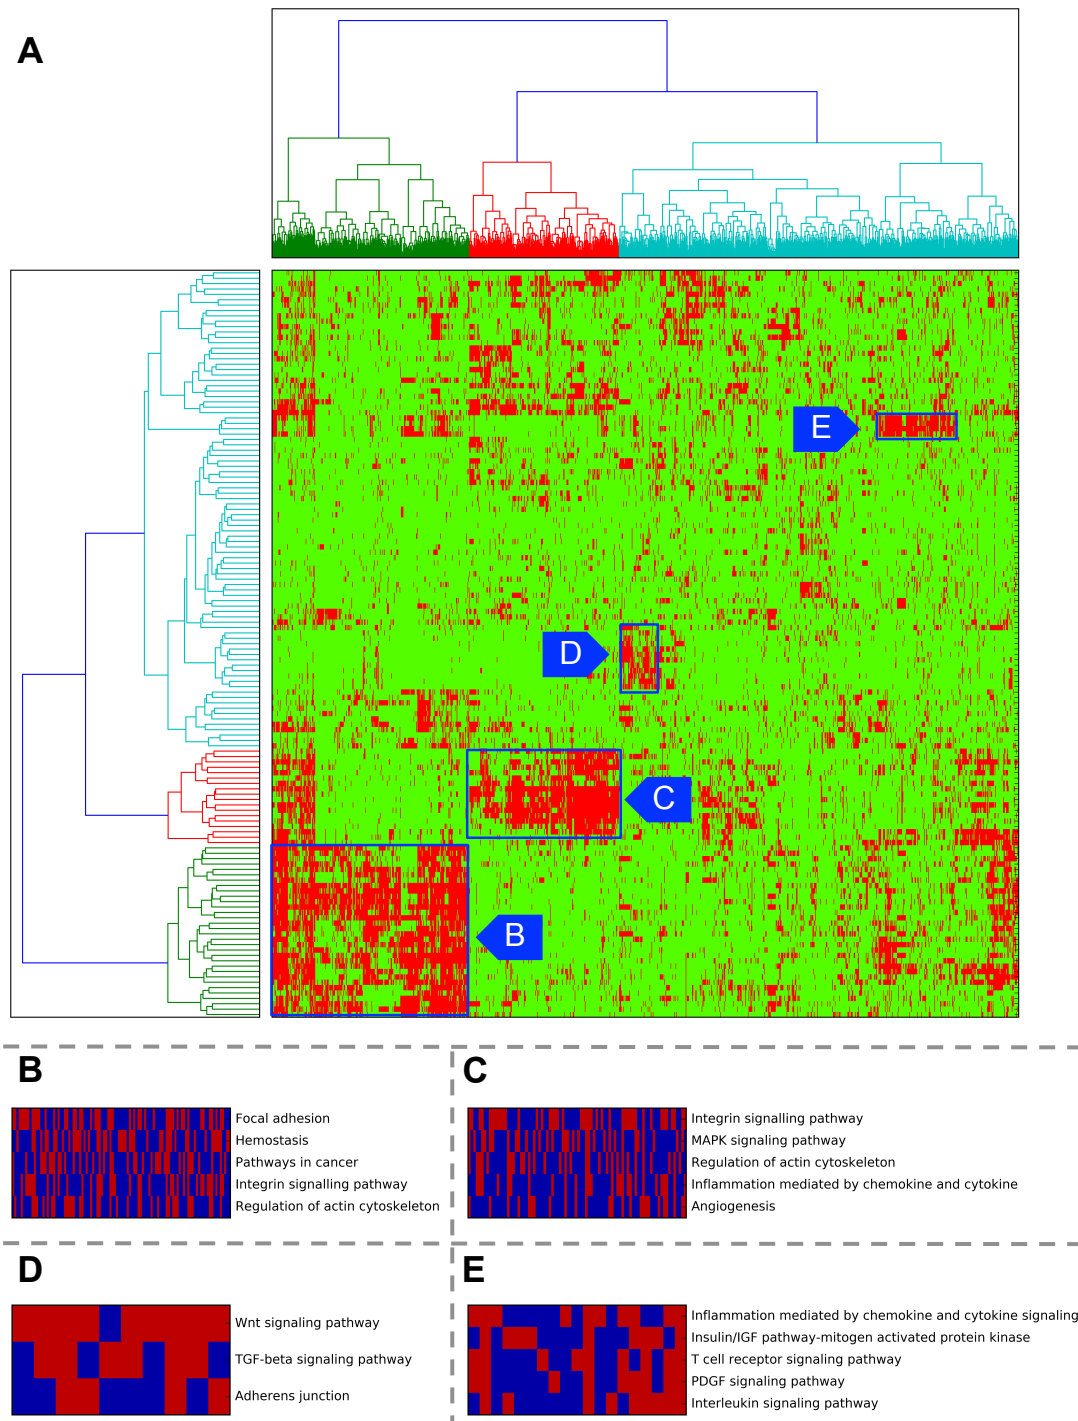 A
E
D
C
B
B
Focal adhesion
Hemostasis
Pathways in cancer
Integrin signalling pathway
Regulation of actin cytoskeleton
C
Integrin signalling pathway
MAPK signaling pathway
Regulation of actin cytoskeleton
Inflammation mediated by chemokine and cytokine
Angiogenesis
D
Wnt signaling pathway
TGF-beta signaling pathway
Adherens junction
E
Inflammation mediated by chemokine and cytokine signaling
Insulin/IGF pathway-mitogen activated protein kinase
T cell receptor signaling pathway
PDGF signaling pathway
Interleukin signaling pathway